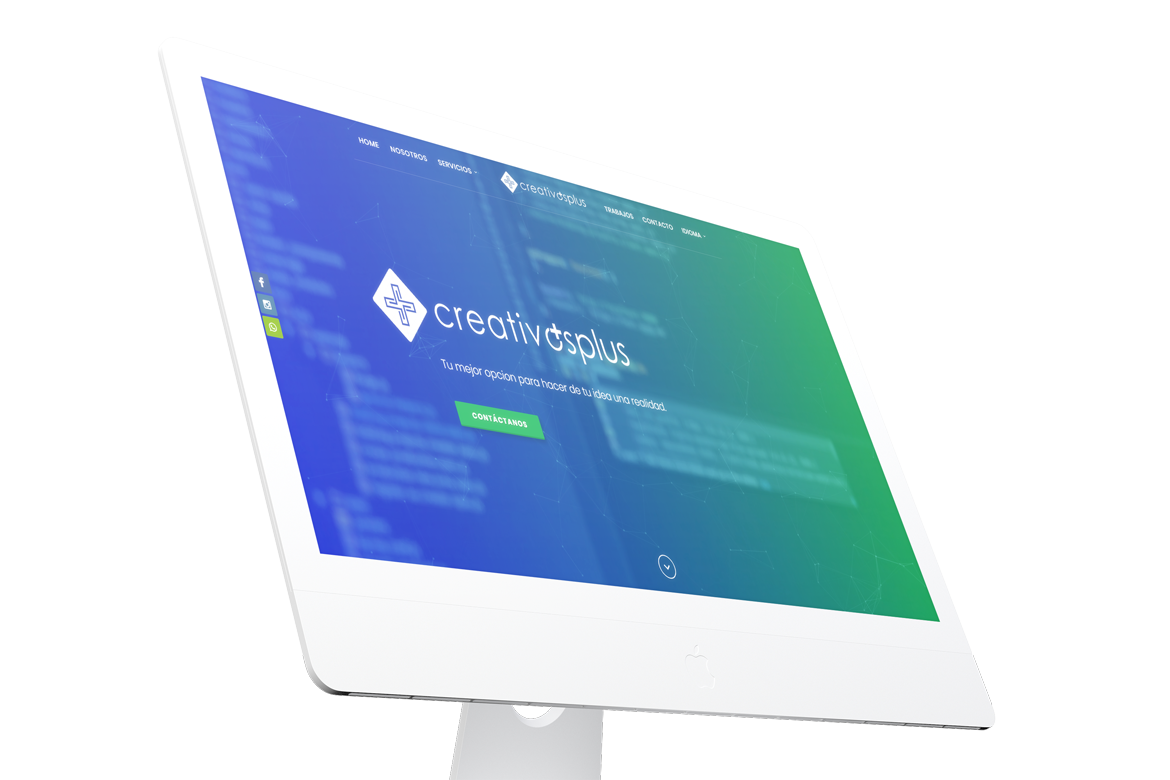 HOME NOSOTROS SERVICIOS
creativosplus
TRABAJOS CONTACTO IDIOMA
creativosplus
Tu mejor opcion para hacer de tu idea una realidad.
CONTÁCTANOS